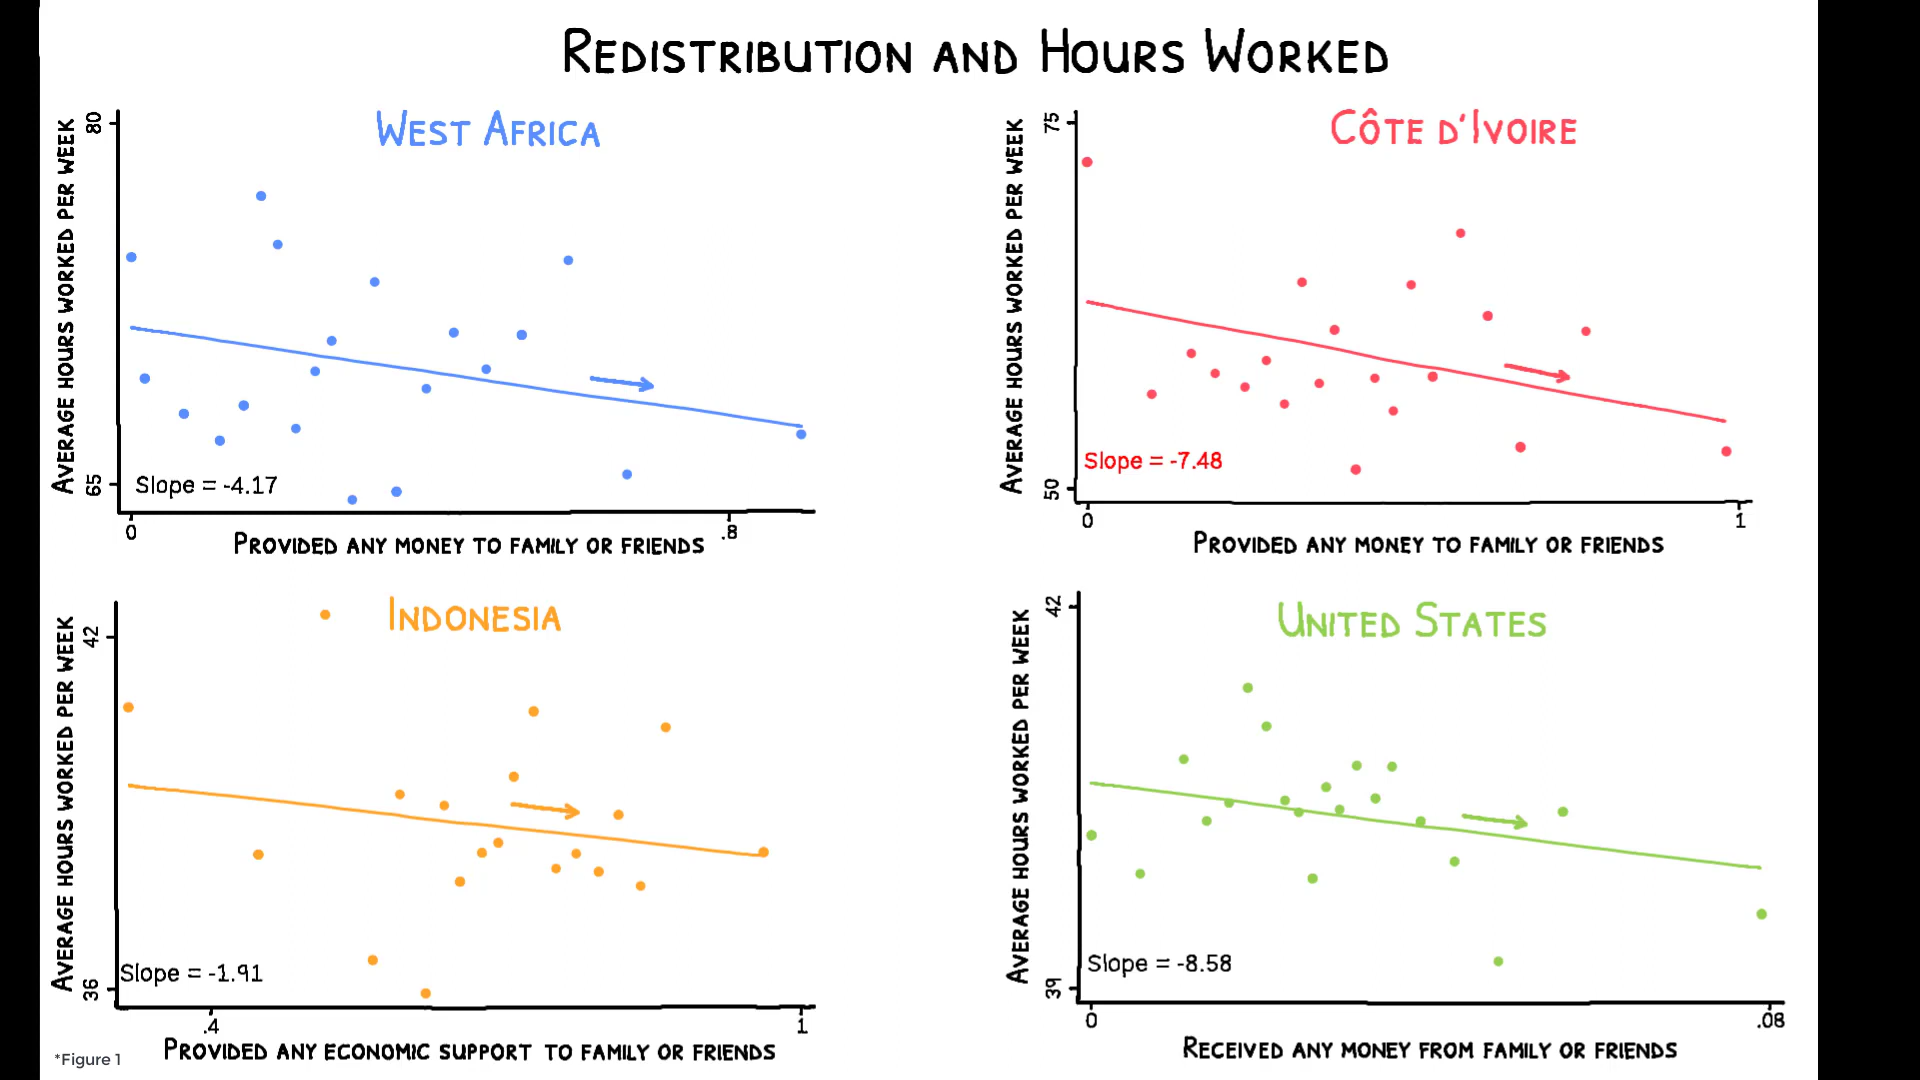 REDISTRIBUTION AND HOURS WORKED
WEST AFRICA
AVERAGE HOURS WORKED PER WEEK
80
65
Slope = -4.17
0
.8
PROVIDED ANY MONEY TO FAMILY OR FRIENDS
CÔTE D'IVOIRE
AVERAGE HOURS WORKED PER WEEK
75
50
Slope = -7.48
0
1
PROVIDED ANY MONEY TO FAMILY OR FRIENDS
INDONESIA
AVERAGE HOURS WORKED PER WEEK
42
36
Slope = -1.91
.4
1
PROVIDED ANY ECONOMIC SUPPORT TO FAMILY OR FRIENDS
*Figure 1
UNITED STATES
AVERAGE HOURS WORKED PER WEEK
42
39
Slope = -8.58
0
.08
RECEIVED ANY MONEY FROM FAMILY OR FRIENDS